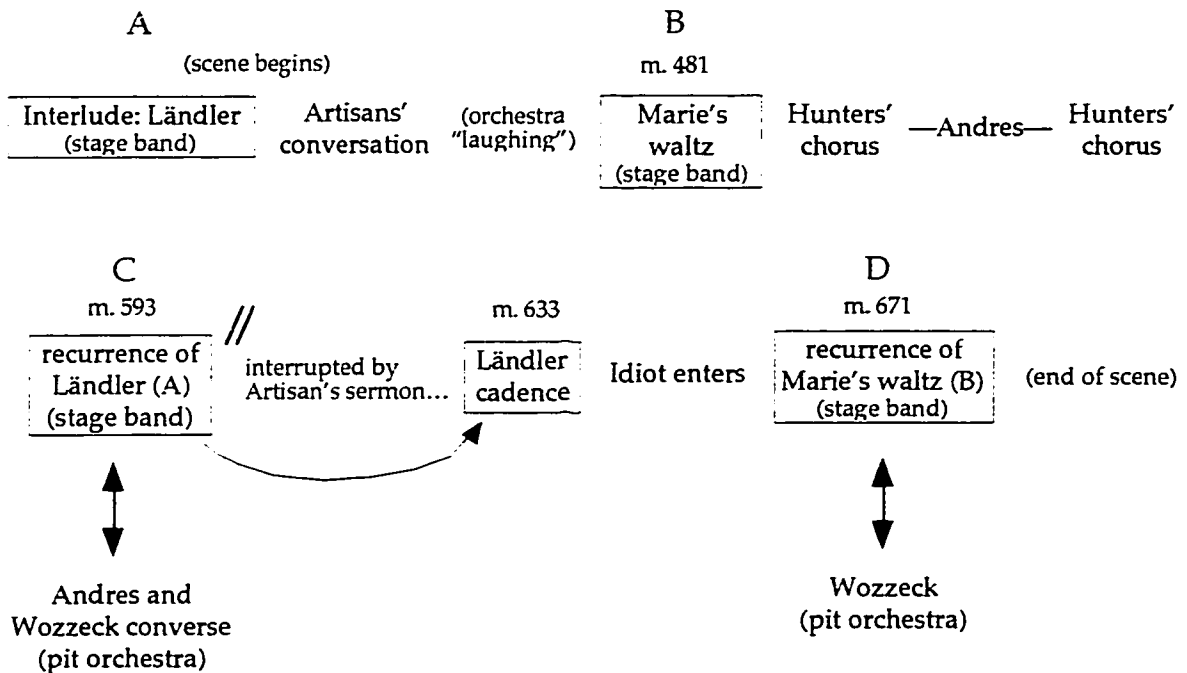 A
B
(scene begins)
m. 481
Interlude: Ländler
(stage band)
Artisans'
conversation
(orchestra
"laughing")
Marie's
waltz
(stage band)
Hunters'
chorus
—Andres—
Hunters'
chorus
C
m. 593
recurrence of
Ländler (A)
(stage band)
//
interrupted by
Artisan's sermon...
m. 633
Ländler
cadence
Idiot enters
D
m. 671
recurrence of
Marie's waltz (B)
(stage band)
(end of scene)
Andres and
Wozzeck converse
(pit orchestra)
Wozzeck
(pit orchestra)